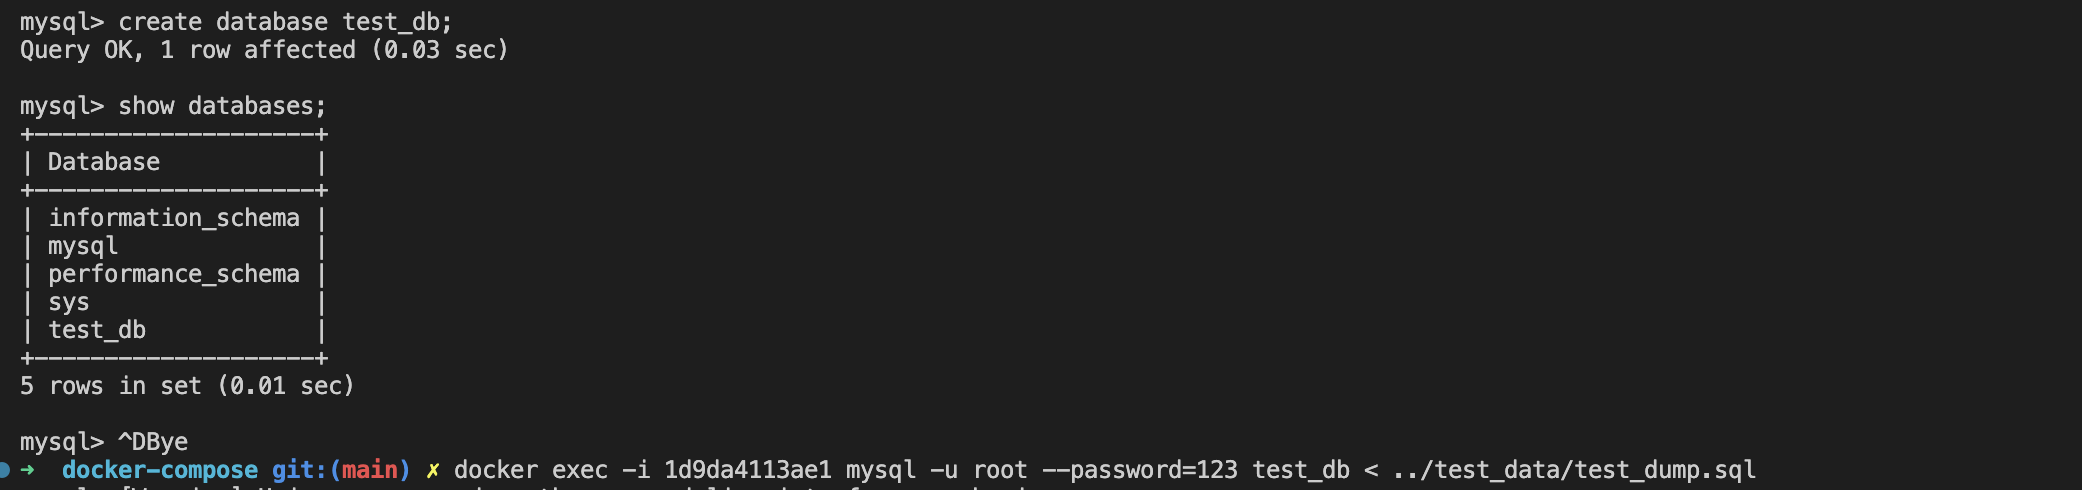 mysql> create database test_db;
Query OK, 1 row affected (0.03 sec)
mysql> show databases;
+--------------------+
| Database           |
+--------------------+
| information_schema |
| mysql              |
| performance_schema |
| sys                |
| test_db            |
+--------------------+
5 rows in set (0.01 sec)
mysql> ^DBye
➜  docker-compose git:(main) ✗ docker exec -i 1d9da4113ae1 mysql -u root --password=123 test_db < ../test_data/test_dump.sql